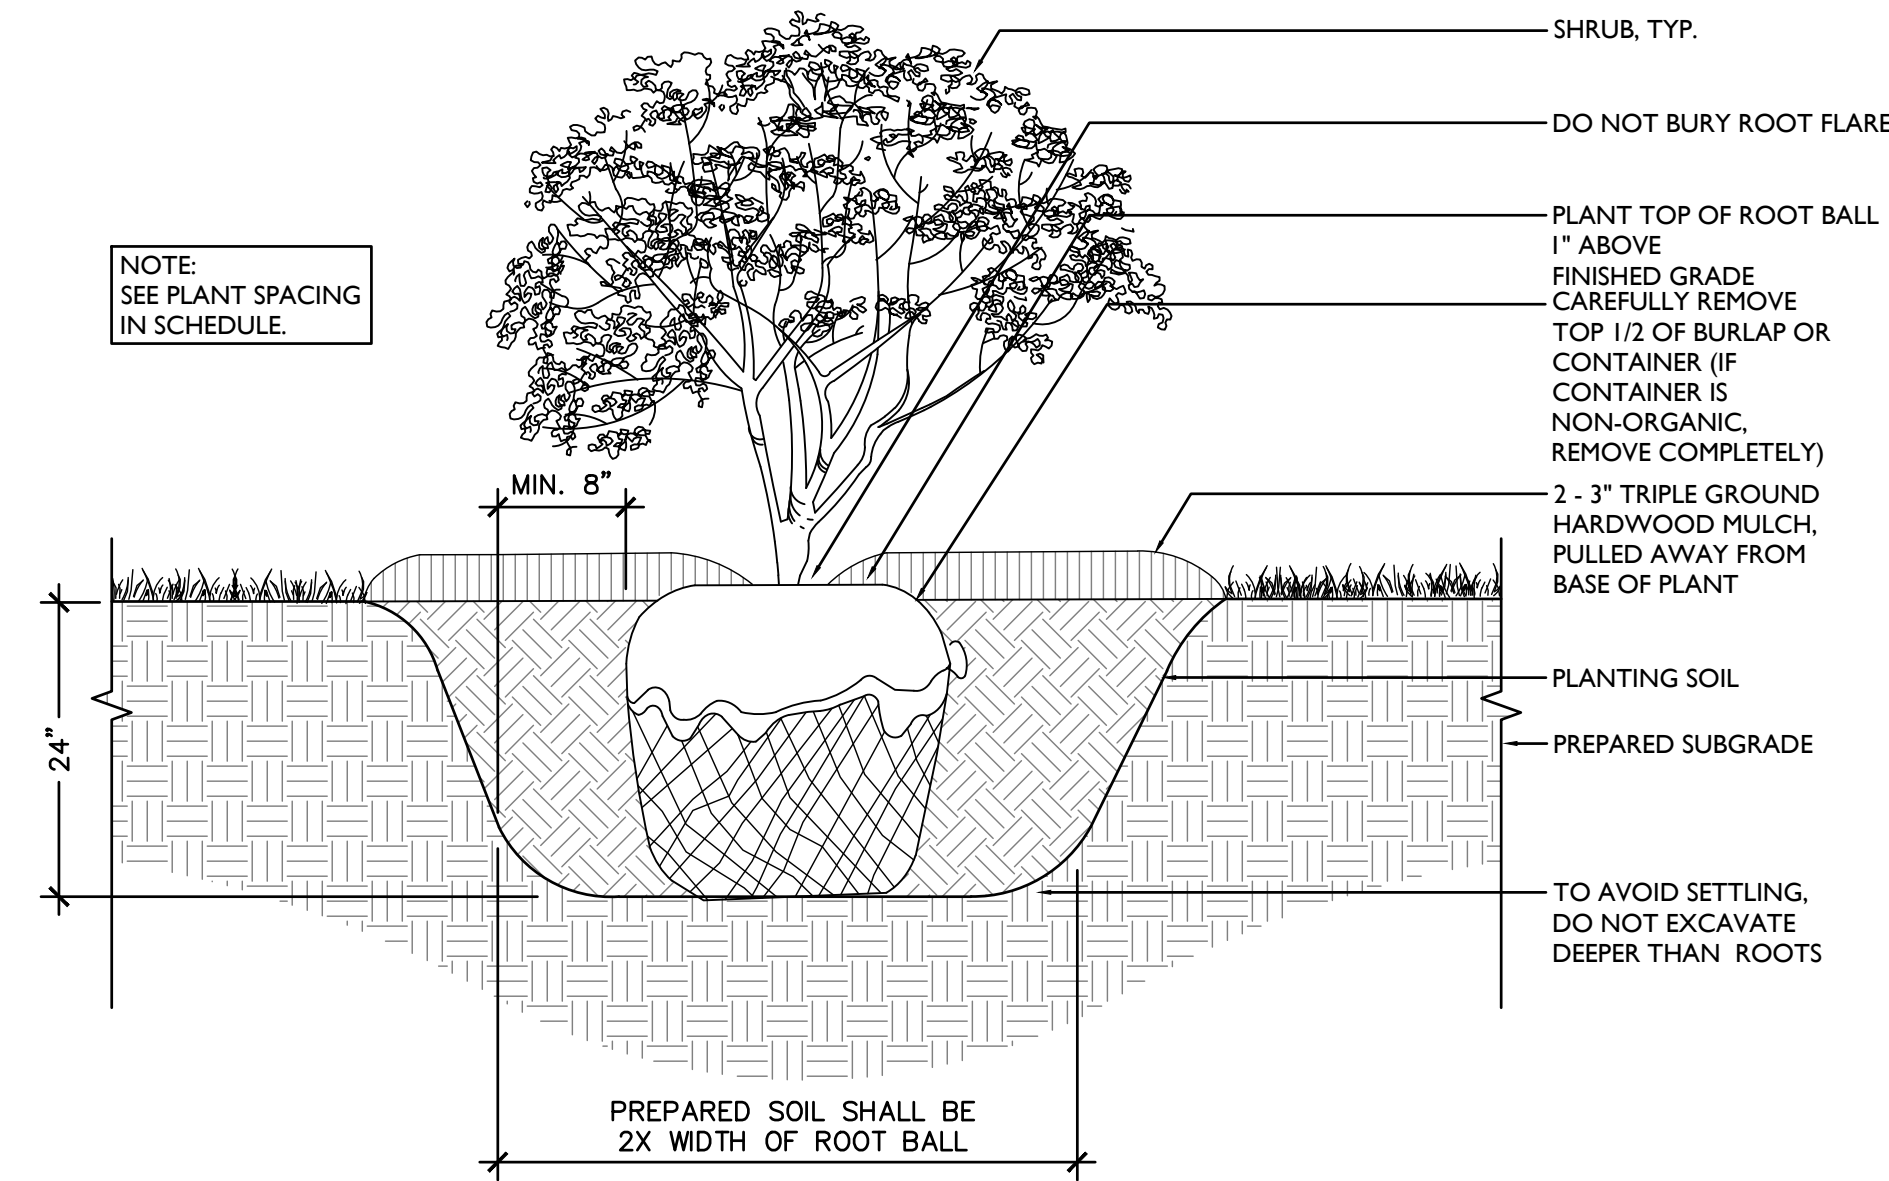 SHRUB, TYP.
DO NOT BURY ROOT FLARE
PLANT TOP OF ROOT BALL
1" ABOVE
FINISHED GRADE
CAREFULLY REMOVE
TOP 1/2 OF BURLAP OR
CONTAINER (IF
CONTAINER IS
NON-ORGANIC,
REMOVE COMPLETELY)
2 - 3" TRIPLE GROUND
HARDWOOD MULCH,
PULLED AWAY FROM
BASE OF PLANT
PLANTING SOIL
PREPARED SUBGRADE
TO AVOID SETTLING,
DO NOT EXCAVATE
DEEPER THAN ROOTS
NOTE:
SEE PLANT SPACING
IN SCHEDULE.
MIN. 8"
24"
PREPARED SOIL SHALL BE
2X WIDTH OF ROOT BALL